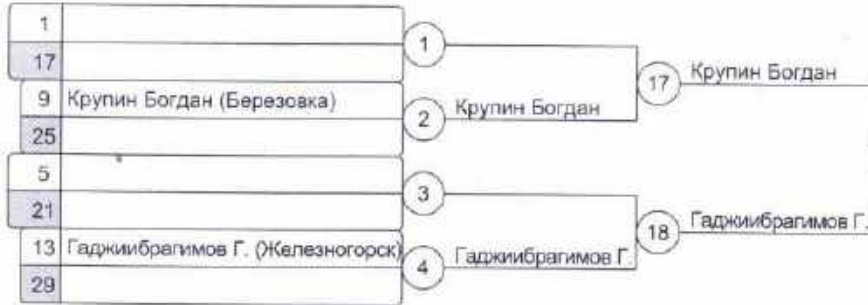 1
17
1
17 Крупин Богдан
9 Крупин Богдан (Березовка)
2 Крупин Богдан
25
5
21
3
18 Гаджиибрагимов Г.
13 Гаджиибрагимов Г. (Железногорск)
4 Гаджиибрагимов Г.
29